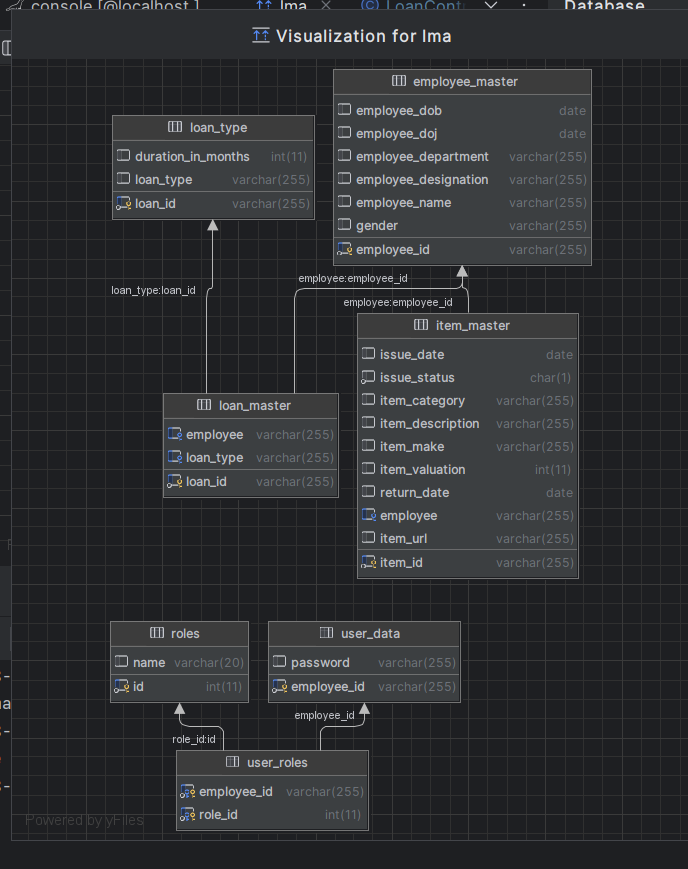 console [@localhost ]
lma
LoanCont
Database
Visualization for lma
employee_master
employee_dob date
employee_doj date
employee_department varchar(255)
employee_designation varchar(255)
employee_name varchar(255)
gender varchar(255)
employee_id varchar(255)
loan_type
duration_in_months int(11)
loan_type varchar(255)
loan_id varchar(255)
employee:employee_id
loan_type:loan_id
employee:employee_id
item_master
issue_date date
issue_status char(1)
item_category varchar(255)
item_description varchar(255)
item_make varchar(255)
item_valuation int(11)
return_date date
employee varchar(255)
item_url varchar(255)
item_id varchar(255)
loan_master
employee varchar(255)
loan_type varchar(255)
loan_id varchar(255)
roles
name varchar(20)
id int(11)
user_data
password varchar(255)
employee_id varchar(255)
employee_id
role_id:id
user_roles
employee_id varchar(255)
role_id int(11)
Powered by yFiles